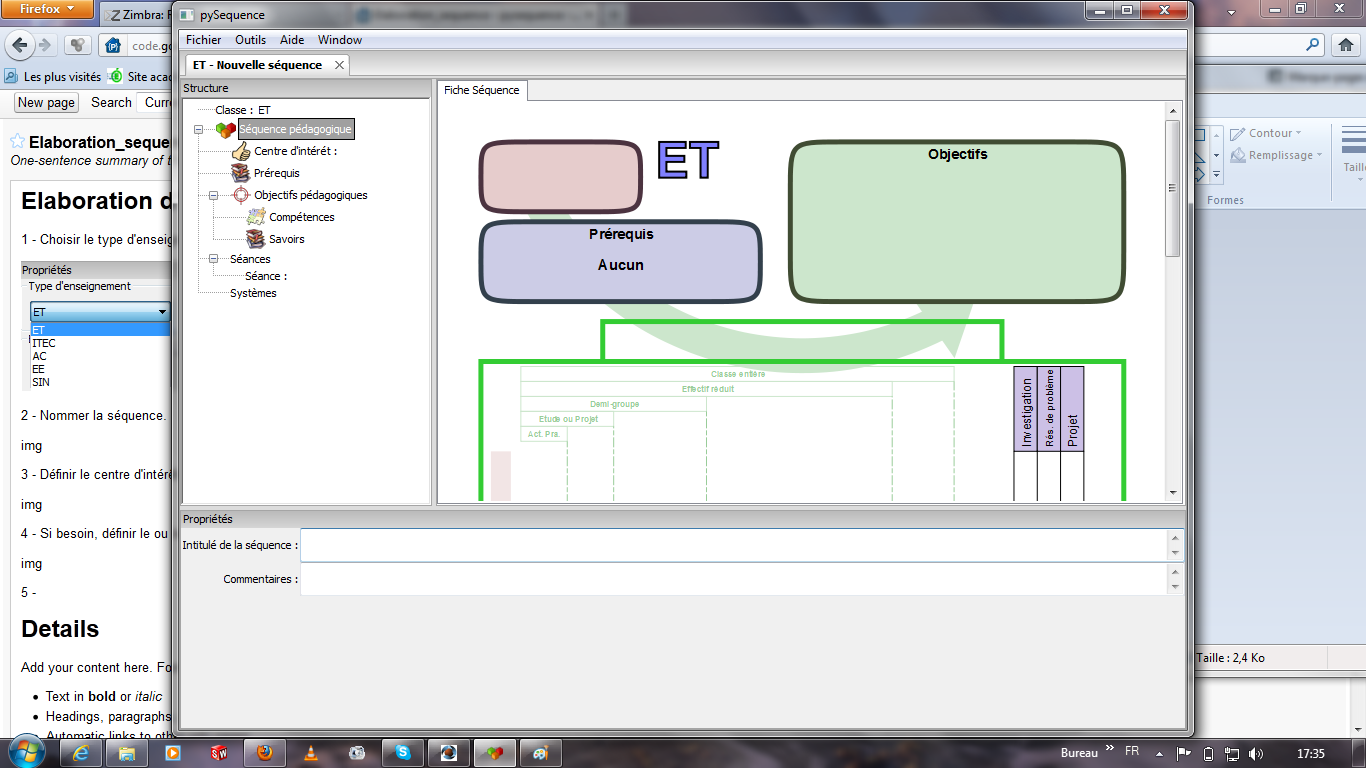 Firefox
Zimbra: R
pySequence
code.go
Les plus visités
Site acad
New page
Search
Curre
Elaboration_seque
One-sentence summary of t
Elaboration d
1 - Choisir le type d'enseig
Propriétés
Type d'enseignement
ET
ET
ITEC
AC
EE
SIN
2 - Nommer la séquence.
img
3 - Définir le centre d'intérê
img
4 - Si besoin, définir le ou
img
5 -
Details
Add your content here. Fo
Text in bold or italic
Headings, paragraphs
Automatic links to oth
Fichier Outils Aide Window
ET - Nouvelle séquence
Structure
Classe : ET
Séquence pédagogique
Centre d'intérêt :
Prérequis
Objectifs pédagogiques
Compétences
Savoirs
Séances
Séance :
Systèmes
Fiche Séquence
ET
Objectifs
Prérequis
Aucun
Classe entière
Effectif réduit
Demi-groupe
Etude ou Projet
Act. Pra.
Investigation
Rés. de problème
Projet
Propriétés
Intitulé de la séquence :
Commentaires :
Contour
Remplissage
Formes
Taille
Taille : 2,4 Ko
Bureau
FR
17:35